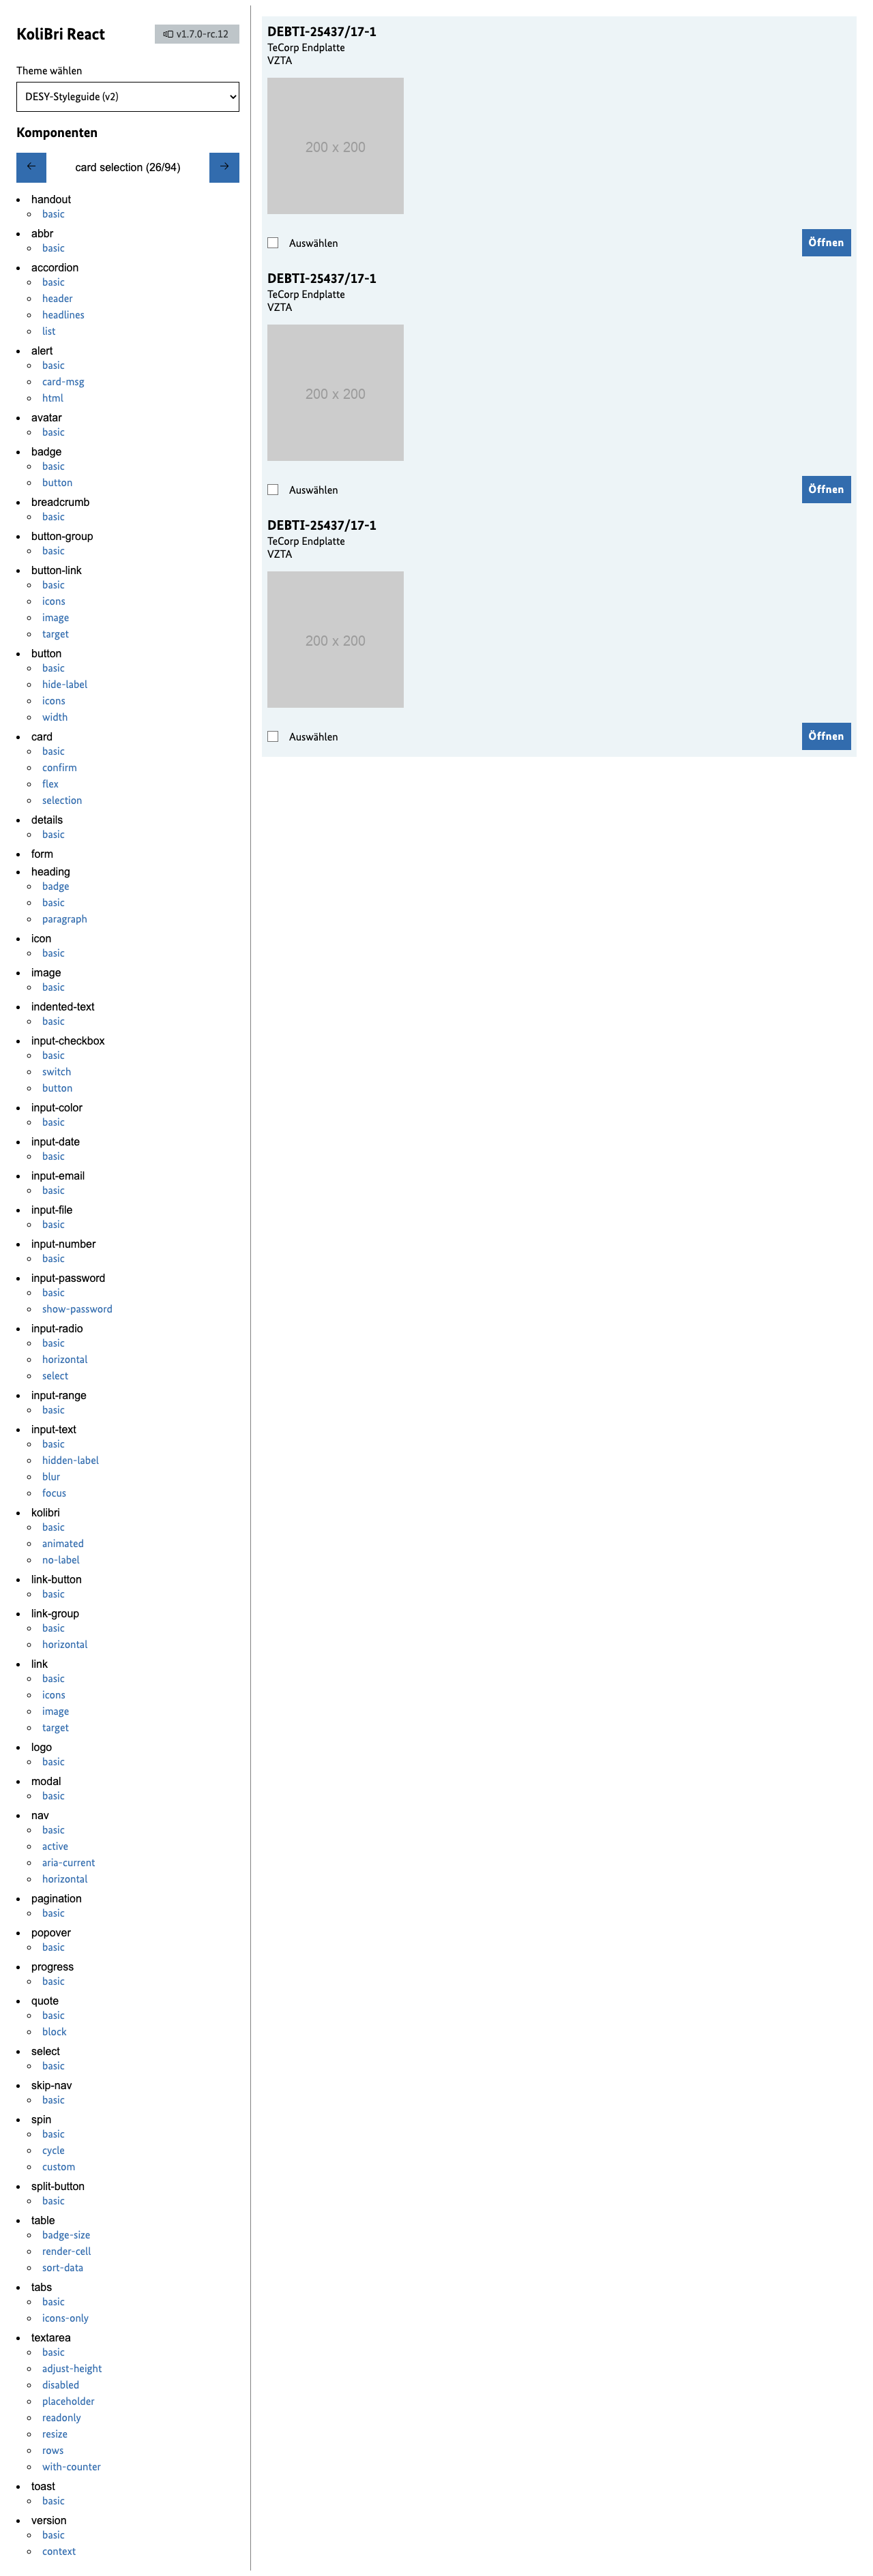 KoliBri React
v1.7.0-rc.12
Theme wählen
DESY-Styleguide (v2)
Komponenten
← card selection (26/94) →
handout
basic
abbr
basic
accordion
basic
header
headlines
list
alert
basic
card-msg
html
avatar
basic
badge
basic
button
breadcrumb
basic
button-group
basic
button-link
basic
icons
image
target
button
basic
hide-label
icons
width
card
basic
confirm
flex
selection
details
basic
form
heading
badge
basic
paragraph
icon
basic
image
basic
indented-text
basic
input-checkbox
basic
switch
button
input-color
basic
input-date
basic
input-email
basic
input-file
basic
input-number
basic
input-password
basic
show-password
input-radio
basic
horizontal
select
input-range
basic
input-text
basic
hidden-label
blur
focus
kolibri
basic
animated
no-label
link-button
basic
link-group
basic
horizontal
link
basic
icons
image
target
logo
basic
modal
basic
nav
basic
active
aria-current
horizontal
pagination
basic
popover
basic
progress
basic
quote
basic
block
select
basic
skip-nav
basic
spin
basic
cycle
custom
split-button
basic
table
badge-size
render-cell
sort-data
tabs
basic
icons-only
textarea
basic
adjust-height
disabled
placeholder
readonly
resize
rows
with-counter
toast
basic
version
basic
context
DEBTI-25437/17-1
TeCorp Endplatte
VZTA
200 x 200
Auswählen
Öffnen
DEBTI-25437/17-1
TeCorp Endplatte
VZTA
200 x 200
Auswählen
Öffnen
DEBTI-25437/17-1
TeCorp Endplatte
VZTA
200 x 200
Auswählen
Öffnen